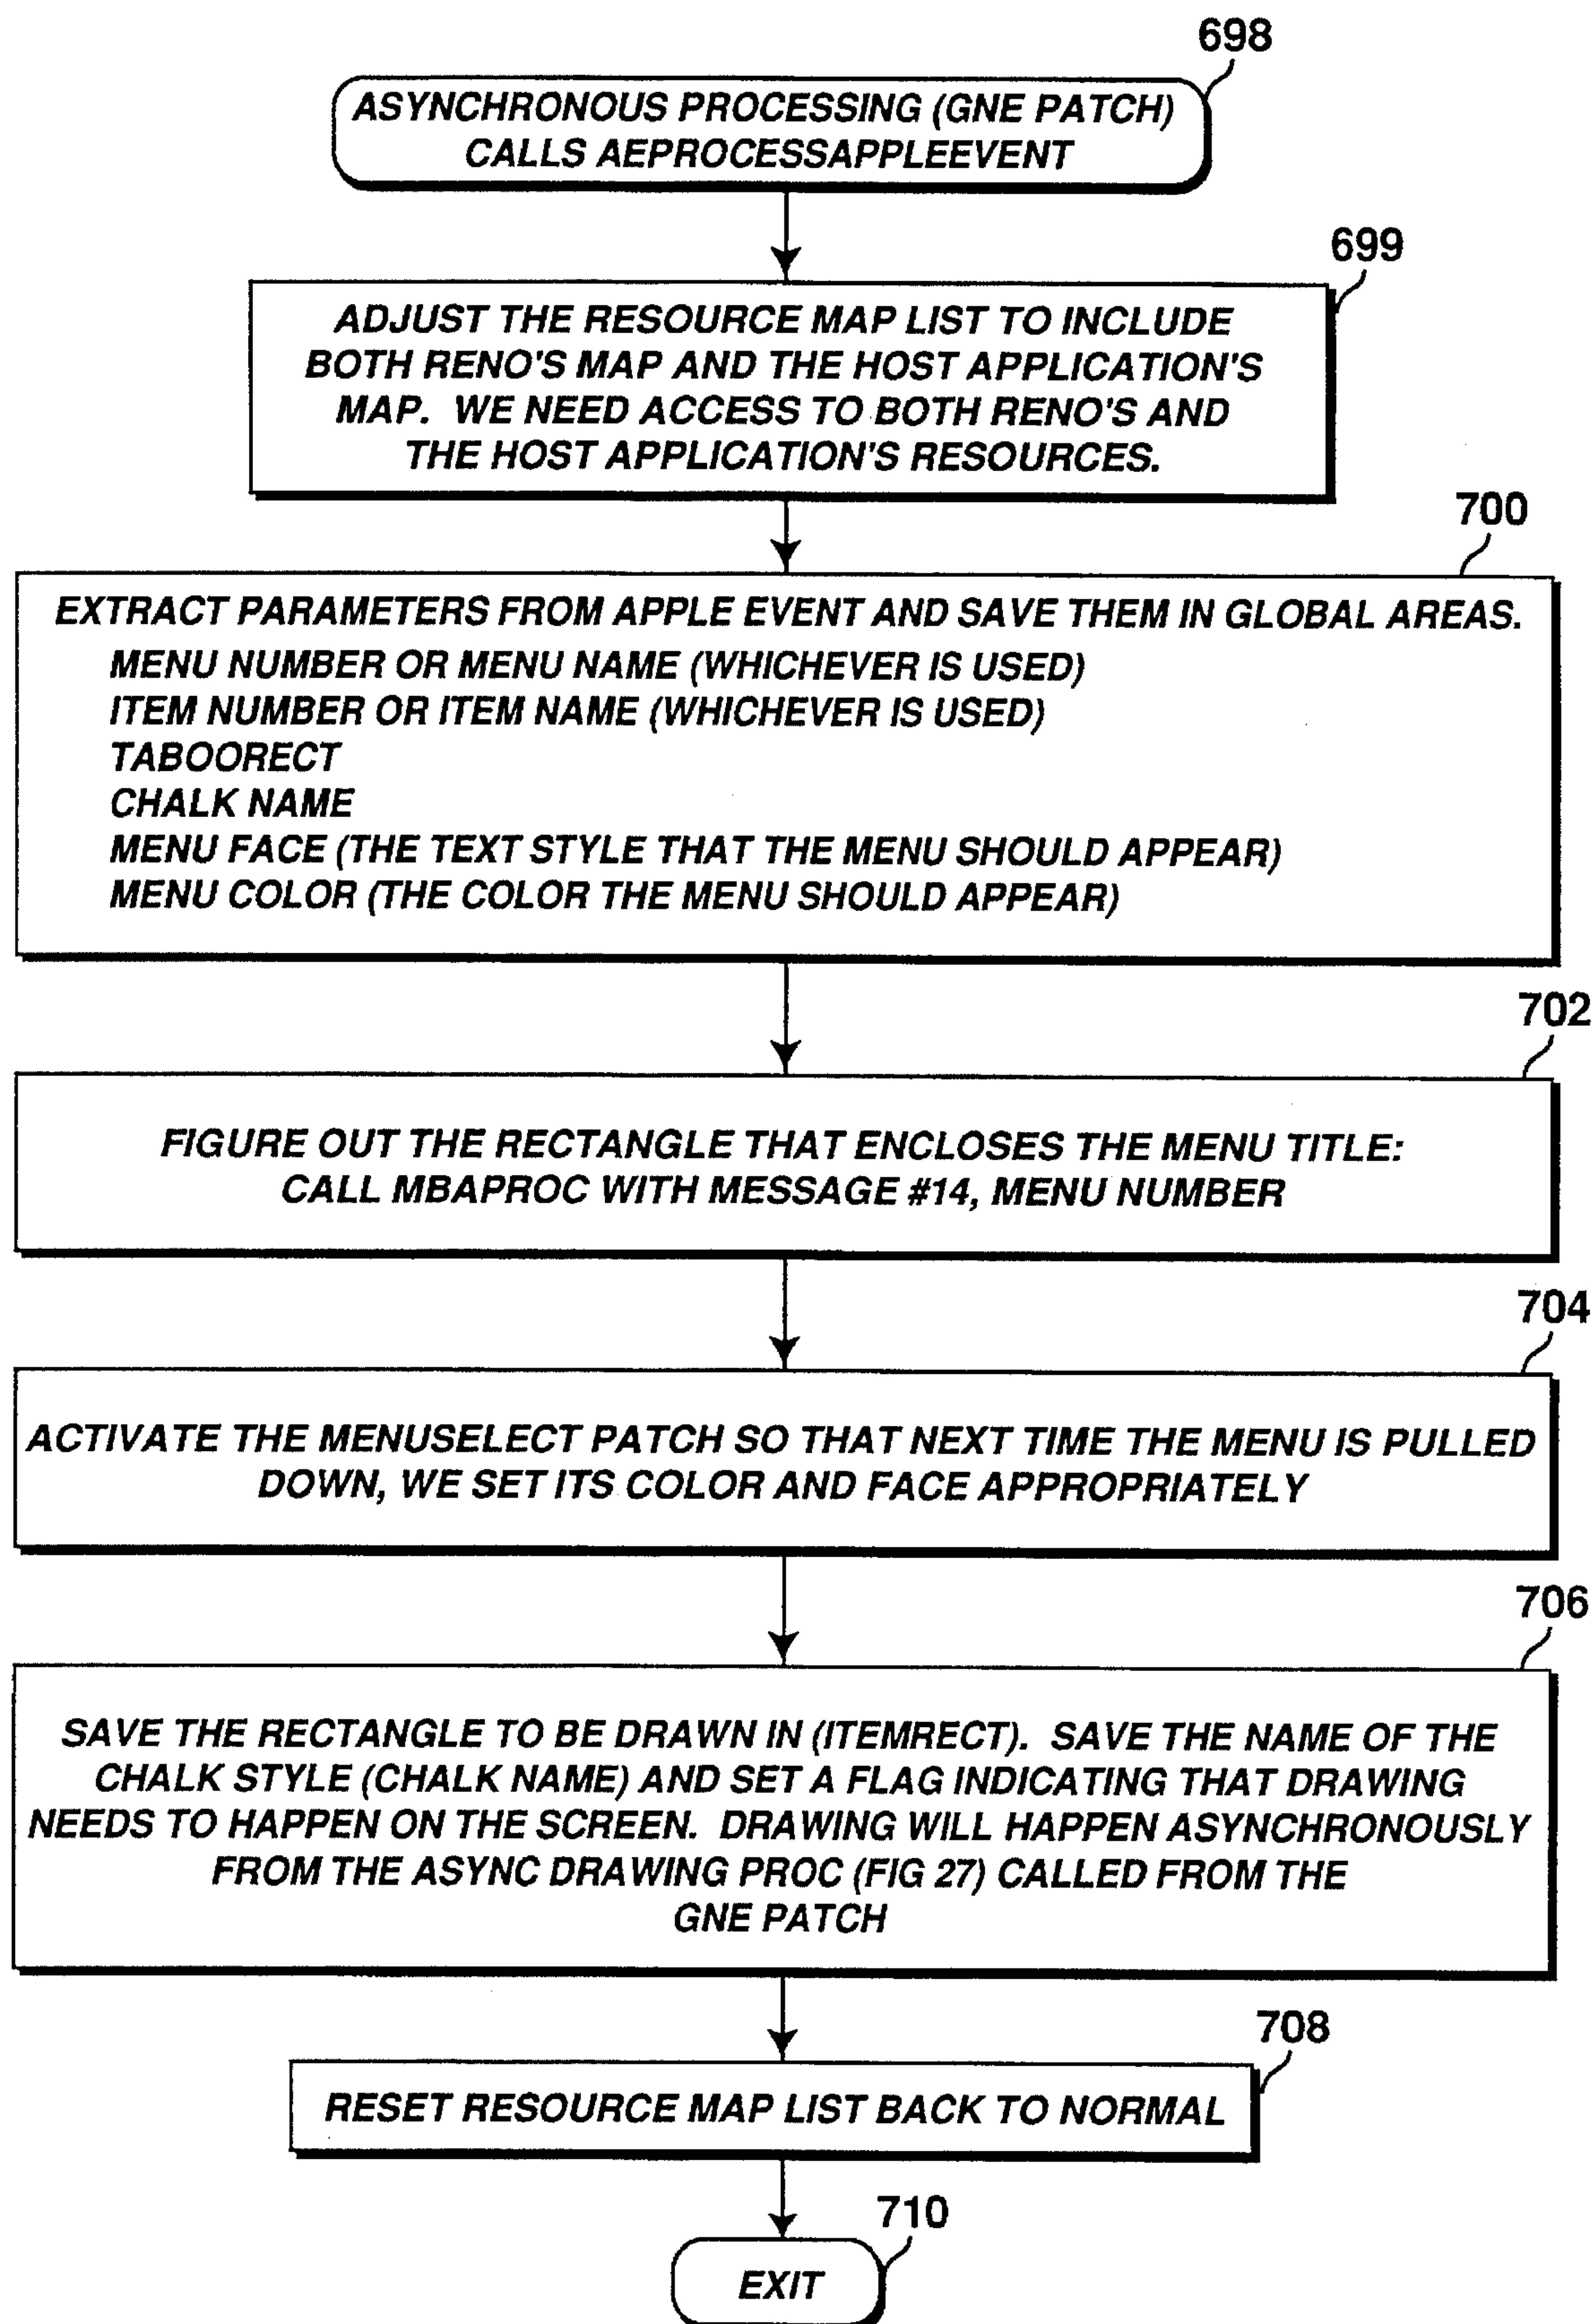 698
ASYNCHRONOUS PROCESSING (GNE PATCH)
CALLS AEPROCESSAPPLEEVENT
699
ADJUST THE RESOURCE MAP LIST TO INCLUDE
BOTH RENO'S MAP AND THE HOST APPLICATION'S
MAP. WE NEED ACCESS TO BOTH RENO'S AND
THE HOST APPLICATION'S RESOURCES.
700
EXTRACT PARAMETERS FROM APPLE EVENT AND SAVE THEM IN GLOBAL AREAS.
MENU NUMBER OR MENU NAME (WHICHEVER IS USED)
ITEM NUMBER OR ITEM NAME (WHICHEVER IS USED)
TABOORECT
CHALK NAME
MENU FACE (THE TEXT STYLE THAT THE MENU SHOULD APPEAR)
MENU COLOR (THE COLOR THE MENU SHOULD APPEAR)
702
FIGURE OUT THE RECTANGLE THAT ENCLOSES THE MENU TITLE:
CALL MBAPROC WITH MESSAGE #14, MENU NUMBER
704
ACTIVATE THE MENUSELECT PATCH SO THAT NEXT TIME THE MENU IS PULLED
DOWN, WE SET ITS COLOR AND FACE APPROPRIATELY
706
SAVE THE RECTANGLE TO BE DRAWN IN (ITEMRECT). SAVE THE NAME OF THE
CHALK STYLE (CHALK NAME) AND SET A FLAG INDICATING THAT DRAWING
NEEDS TO HAPPEN ON THE SCREEN. DRAWING WILL HAPPEN ASYNCHRONOUSLY
FROM THE ASYNC DRAWING PROC (FIG 27) CALLED FROM THE
GNE PATCH
708
RESET RESOURCE MAP LIST BACK TO NORMAL
710
EXIT